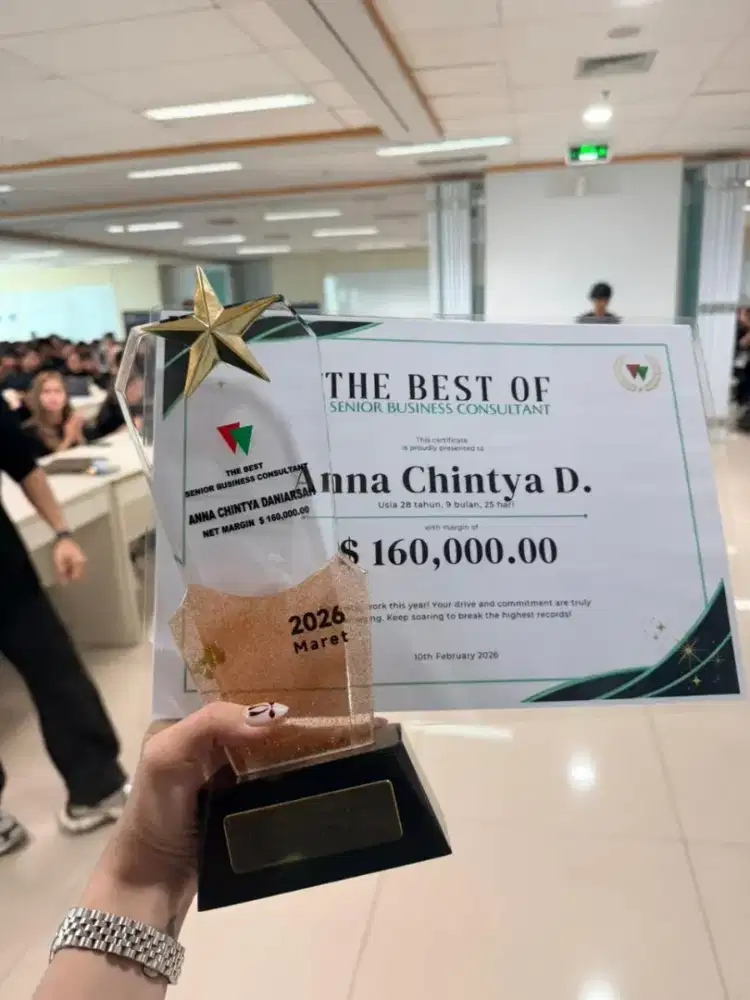 THE BEST OF
SENIOR BUSINESS CONSULTANT
This certificate
is proudly presented to
Anna Chintya D.
Usia 28 tahun, 9 bulan, 25 hari
with margin of
$ 160,000.00
work this year! Your drive and commitment are truly
Keep soaring to break the highest records!
10th February 2026
THE BEST
SENIOR BUSINESS CONSULTANT
ANNA CHINTYA DANIARSAH
NET MARGIN $ 160,000.00
2026
Maret